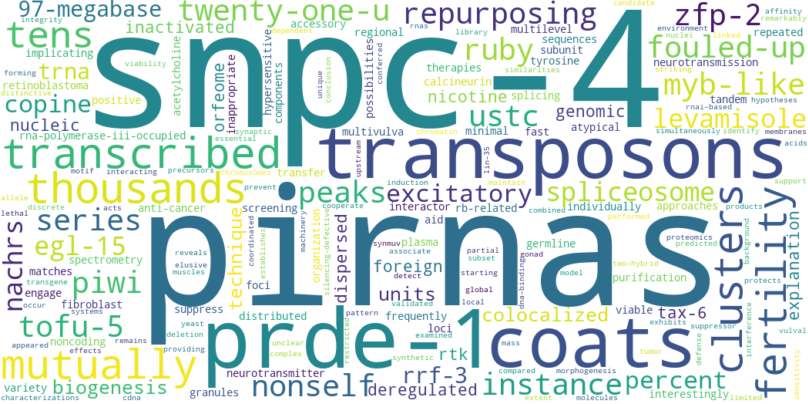 97-megabase
twenty-one-u
repurposing
zfp-2
tens
inactivated
accessory
regional
dependent
rnas
library
multilevel
sequences
subunit
tyrosine
candidate
environment
nuclei
linked
affinity
remarkably
repeated
neurotransmission
integrity
implicating
viability
acetylcholine
orfeome
inappropriate
hypersensitive
components
unique
conclusion
possibilities
conferred
similarities
snpc-4
ruby
fouled-up
trna
retinoblastoma
distinctive
positive
therapies
calcineurin
nicotine
splicing
striking
rnai-based
hypotheses
myb-like
copine
forming
nucleic
rna-polymerase-iii-occupied
synaptic
essential
ustc
genomic
atypical
tandem
levamisole
simultaneously
identify
membranes
multivulva
minimal
fast
acids
transcribed
motif
interacting
precursors
chromosomes
transfer
upstream
lin-35
chromatin
transposons
allele
discrete
acts
prevent
induction
maintain
cooperate
combined
performed
approaches
products
support
thousands
peaks
excitatory
spliceosome
lethal
anti-cancer
screening
interactor
rb-related
individually
predicted
background
nachrs
series
technique
coordinated
established
organization
machinery
silencing-defective
dispersed
synmuv
plasma
aid
germline
proteomics
two-hybrid
clusters
interference
protects
fertility
vulval
explanation
egl-15
spectrometry
transgene
matches
engage
fibroblast
piwi
reveals
elusive
muscles
foci
associate
subset
starting
partial
foreign
detect
gonad
dna-binding
purification
model
pirnas
occur
systems
suppress
units
global
local
validated
colocalized
viable
tax-6
exhibits
suppressor
tofu-5
deletion
yeast
distributed
noncoding
appeared
remains
effects
providing
pattern
restricted
frequently
examined
loci
unclear
complex
synthetic
mass
compared
morphogenesis
tumor
defense
prde-1
coats
rtk
rrf-3
mutually
biogenesis
neurotransmitter
granules
nonself
deregulated
instance
percent
interestingly
variety
characterizations
cdna
extent
molecules
limited